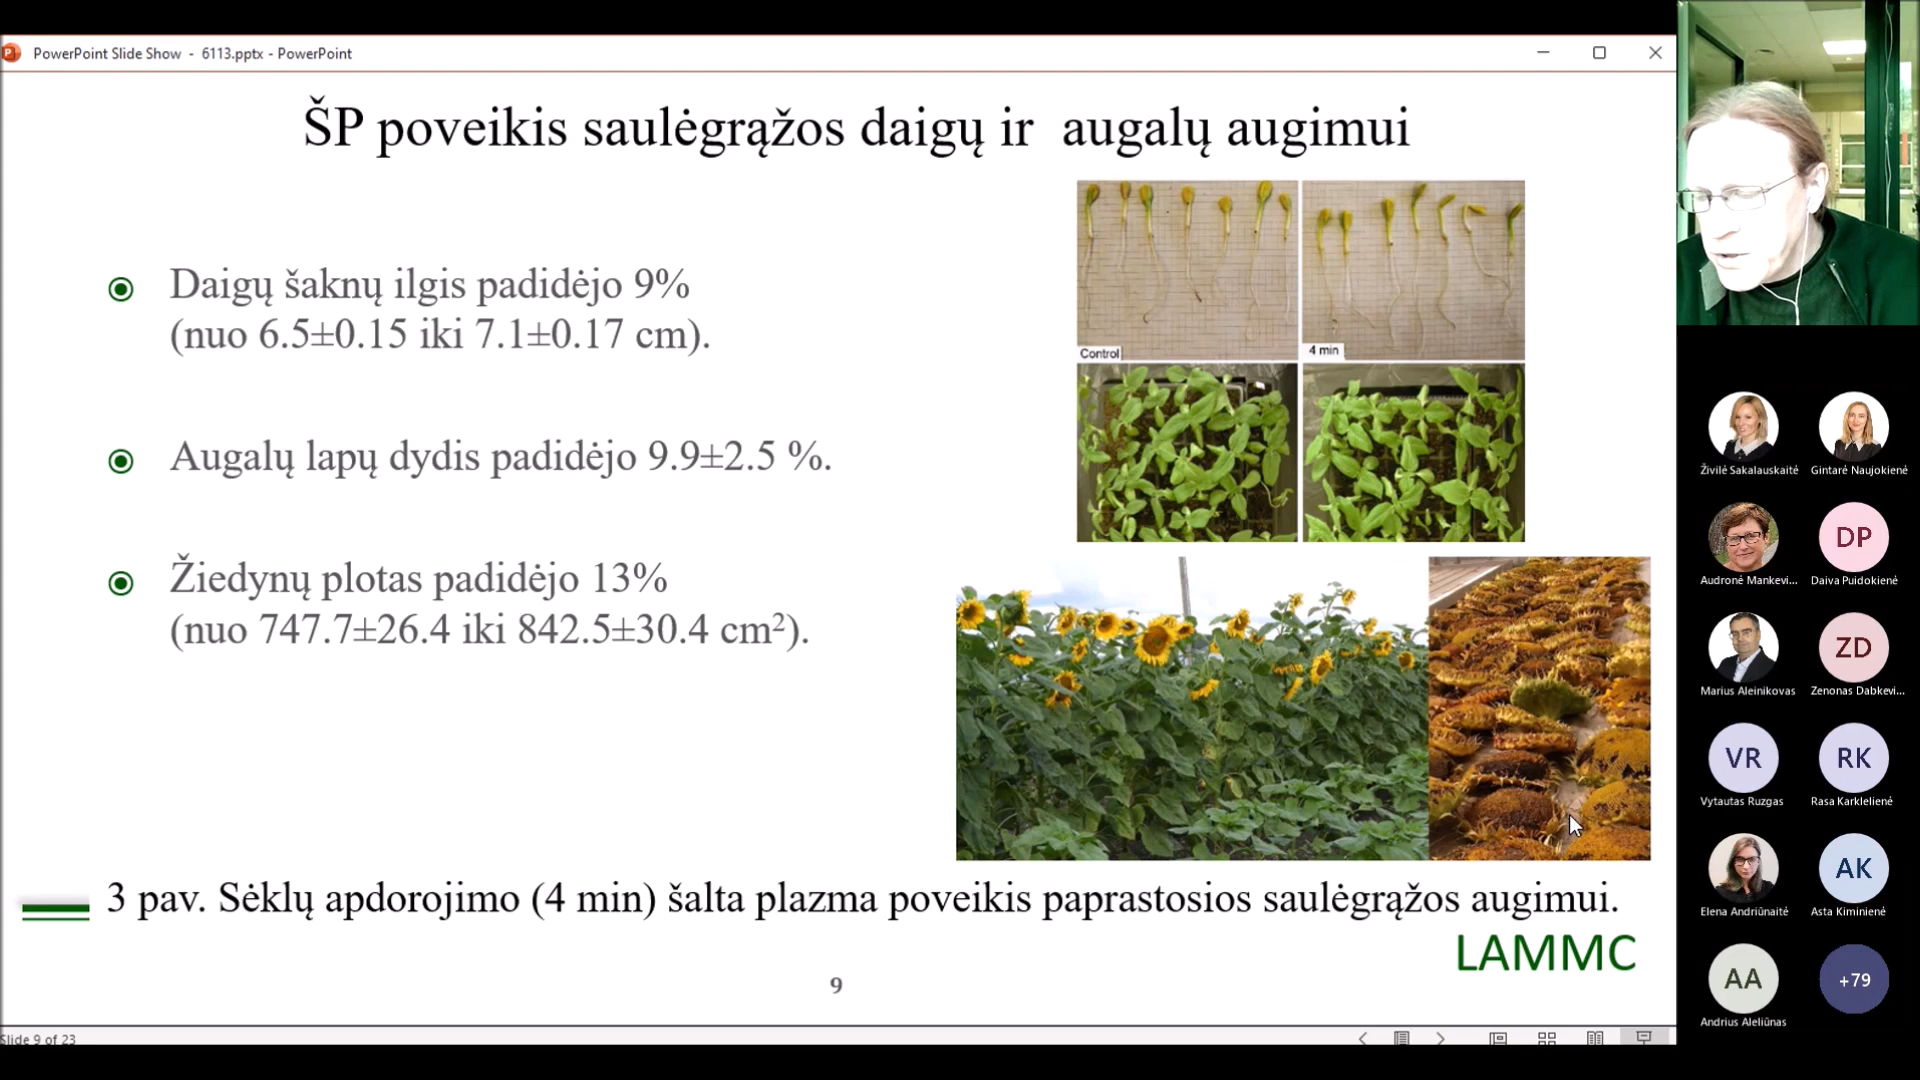 PowerPoint Slide Show - 6113.pptx - PowerPoint
ŠP poveikis saulėgrąžos daigų ir augalų augimui
Daigų šaknų ilgis padidėjo 9%
(nuo 6.5±0.15 iki 7.1±0.17 cm).
Augalų lapų dydis padidėjo 9.9±2.5 %.
Žiedynų plotas padidėjo 13%
(nuo 747.7±26.4 iki 842.5±30.4 cm²).
Control
4 min
3 pav. Sėklų apdorojimo (4 min) šalta plazma poveikis paprastosios saulėgrąžos augimui.
LAMMC
9
Slide 9 of 23
Živilė Sakalauskaitė
Gintarė Naujokienė
Audronė Mankevi...
DP
Daiva Puidokienė
Marius Aleinikovas
ZD
Zenonas Dabkevi...
VR
Vytautas Ruzgas
RK
Rasa Karklelienė
Elena Andriūnaitė
AK
Asta Kiminienė
AA
Andrius Aleliūnas
+79